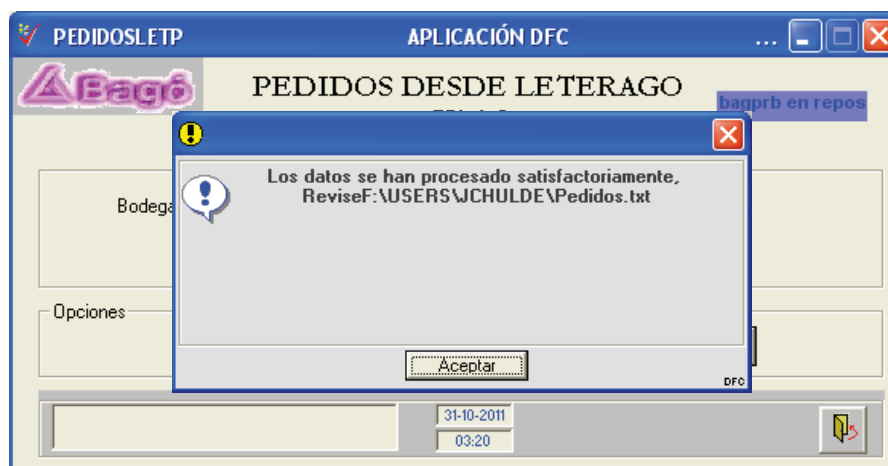 PEDIDOSLETP APLICACIÓN DFC ...
Bagó
PEDIDOS DESDE LETERAGO
bagprb en repos
Los datos se han procesado satisfactoriamente,
ReviseF:\USERS\JCHULDE\Pedidos.txt
Bodega
Opciones
Aceptar
DFC
31-10-2011
03:20